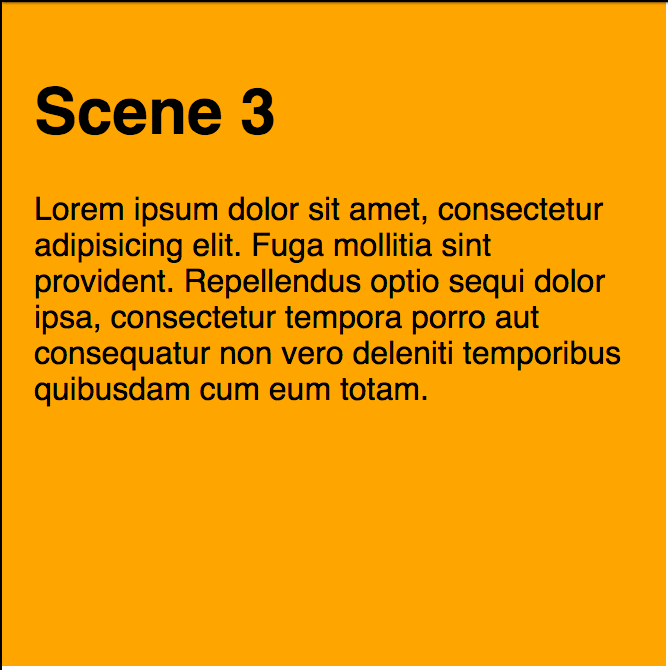 Scene 3
Lorem ipsum dolor sit amet, consectetur
adipisicing elit. Fuga mollitia sint
provident. Repellendus optio sequi dolor
ipsa, consectetur tempora porro aut
consequatur non vero deleniti temporibus
quibusdam cum eum totam.